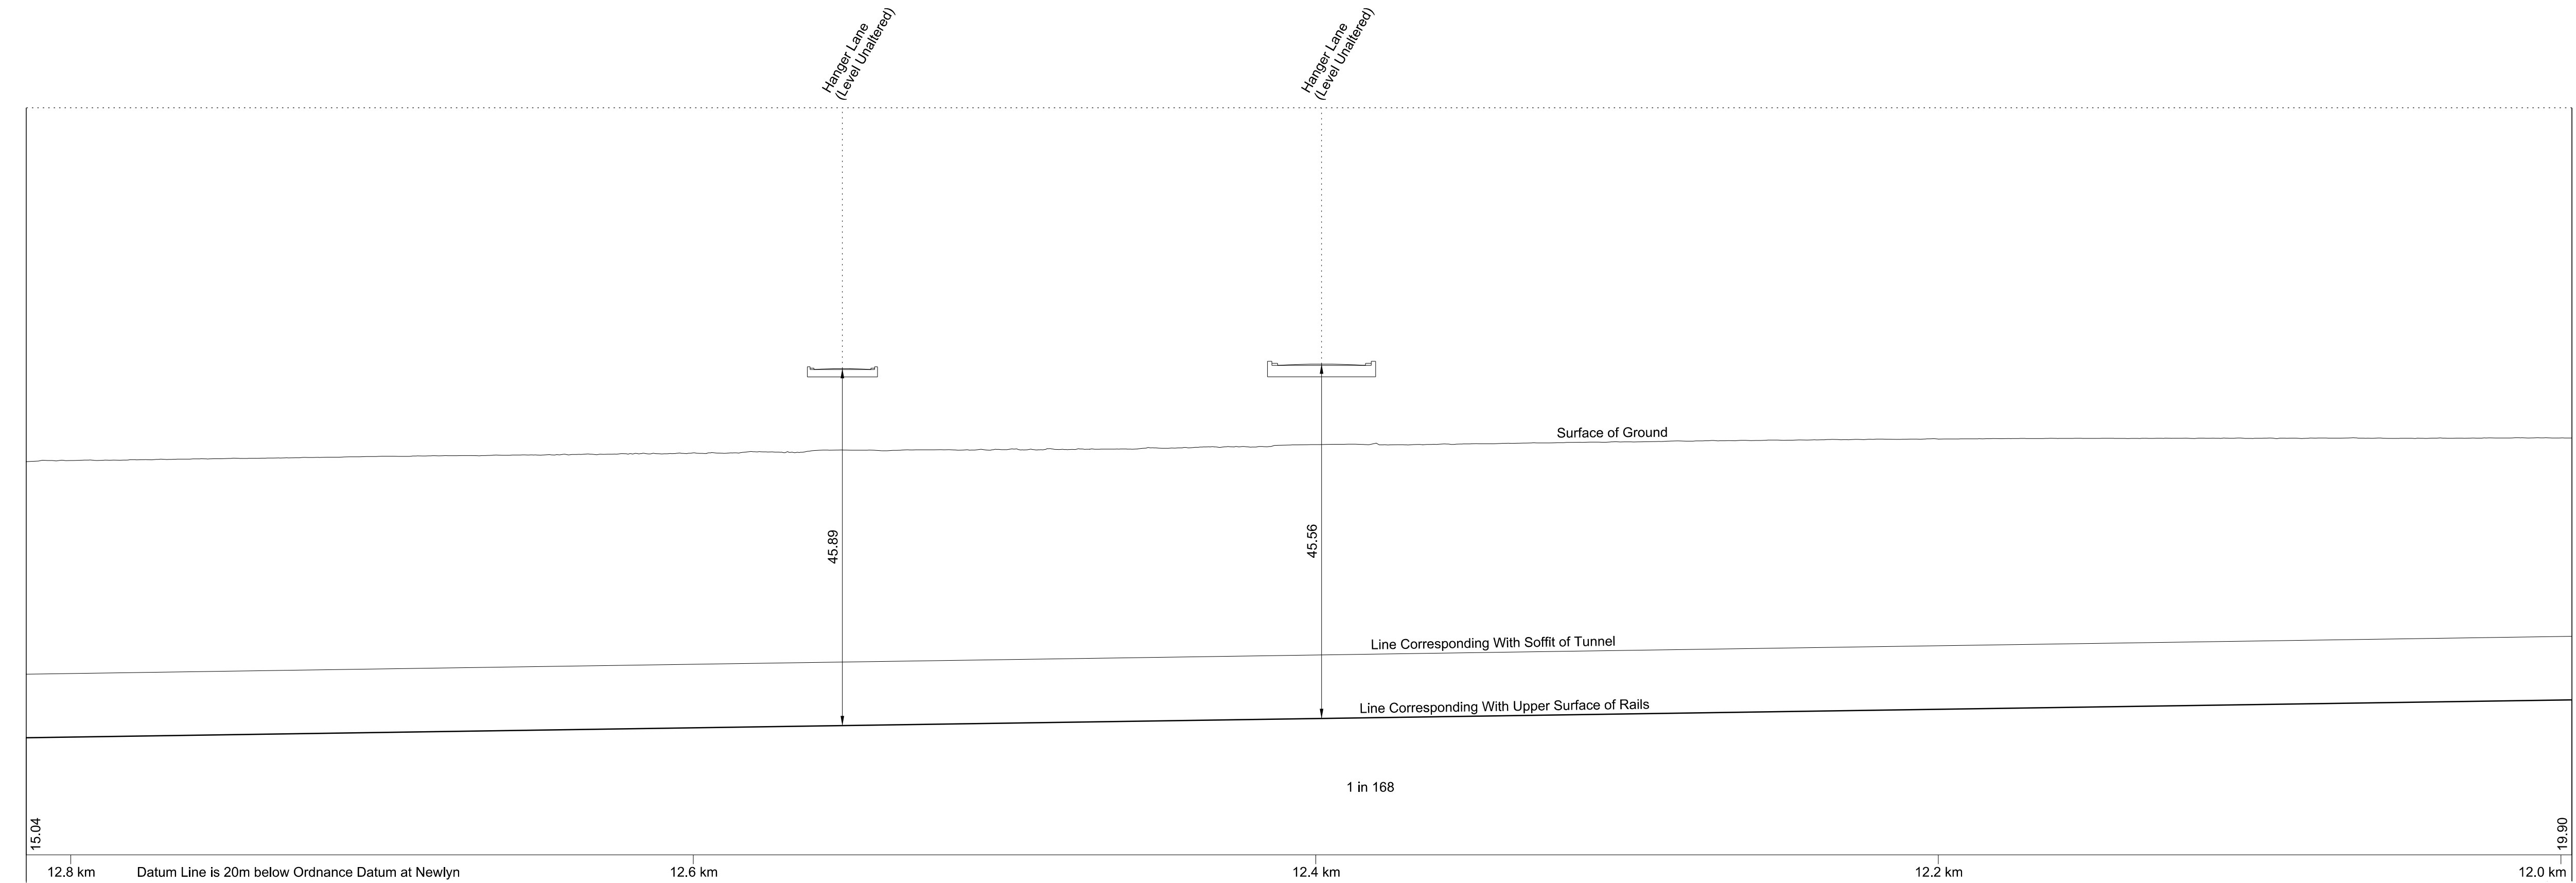 Hanger Lane
(Level Unaltered)
Hanger Lane
(Level Unaltered)
Surface of Ground
45.89
45.56
Line Corresponding With Soffit of Tunnel
Line Corresponding With Upper Surface of Rails
1 in 168
15.04
19.90
12.8 km
Datum Line is 20m below Ordnance Datum at Newlyn
12.6 km
12.4 km
12.2 km
12.0 km